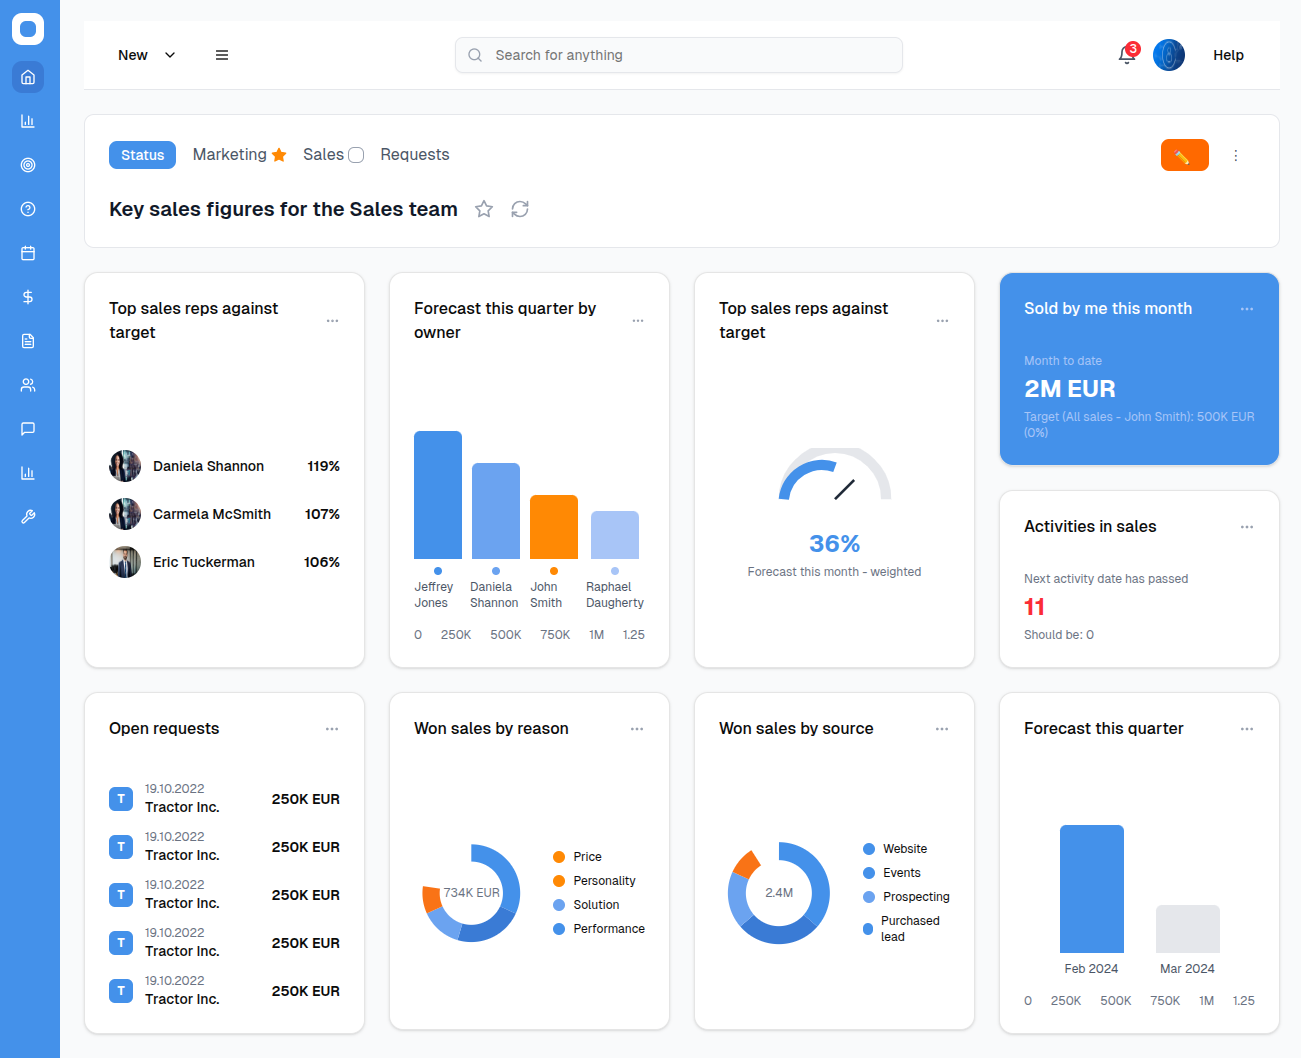 New
Search for anything
3
Help
Status
Marketing
Sales
Requests
Key sales figures for the Sales team
Top sales reps against
target
Daniela Shannon
119%
Carmela McSmith
107%
Eric Tuckerman
106%
Forecast this quarter by
owner
Jeffrey
Jones
Daniela
Shannon
John
Smith
Raphael
Daugherty
0 250K 500K 750K 1M 1.25
Top sales reps against
target
36%
Forecast this month - weighted
Sold by me this month
Month to date
2M EUR
Target (All sales - John Smith): 500K EUR
(0%)
Activities in sales
Next activity date has passed
11
Should be: 0
Open requests
T
19.10.2022
Tractor Inc.
250K EUR
T
19.10.2022
Tractor Inc.
250K EUR
T
19.10.2022
Tractor Inc.
250K EUR
T
19.10.2022
Tractor Inc.
250K EUR
T
19.10.2022
Tractor Inc.
250K EUR
Won sales by reason
734K EUR
Price
Personality
Solution
Performance
Won sales by source
2.4M
Website
Events
Prospecting
Purchased
lead
Forecast this quarter
Feb 2024
Mar 2024
0 250K 500K 750K 1M 1.25